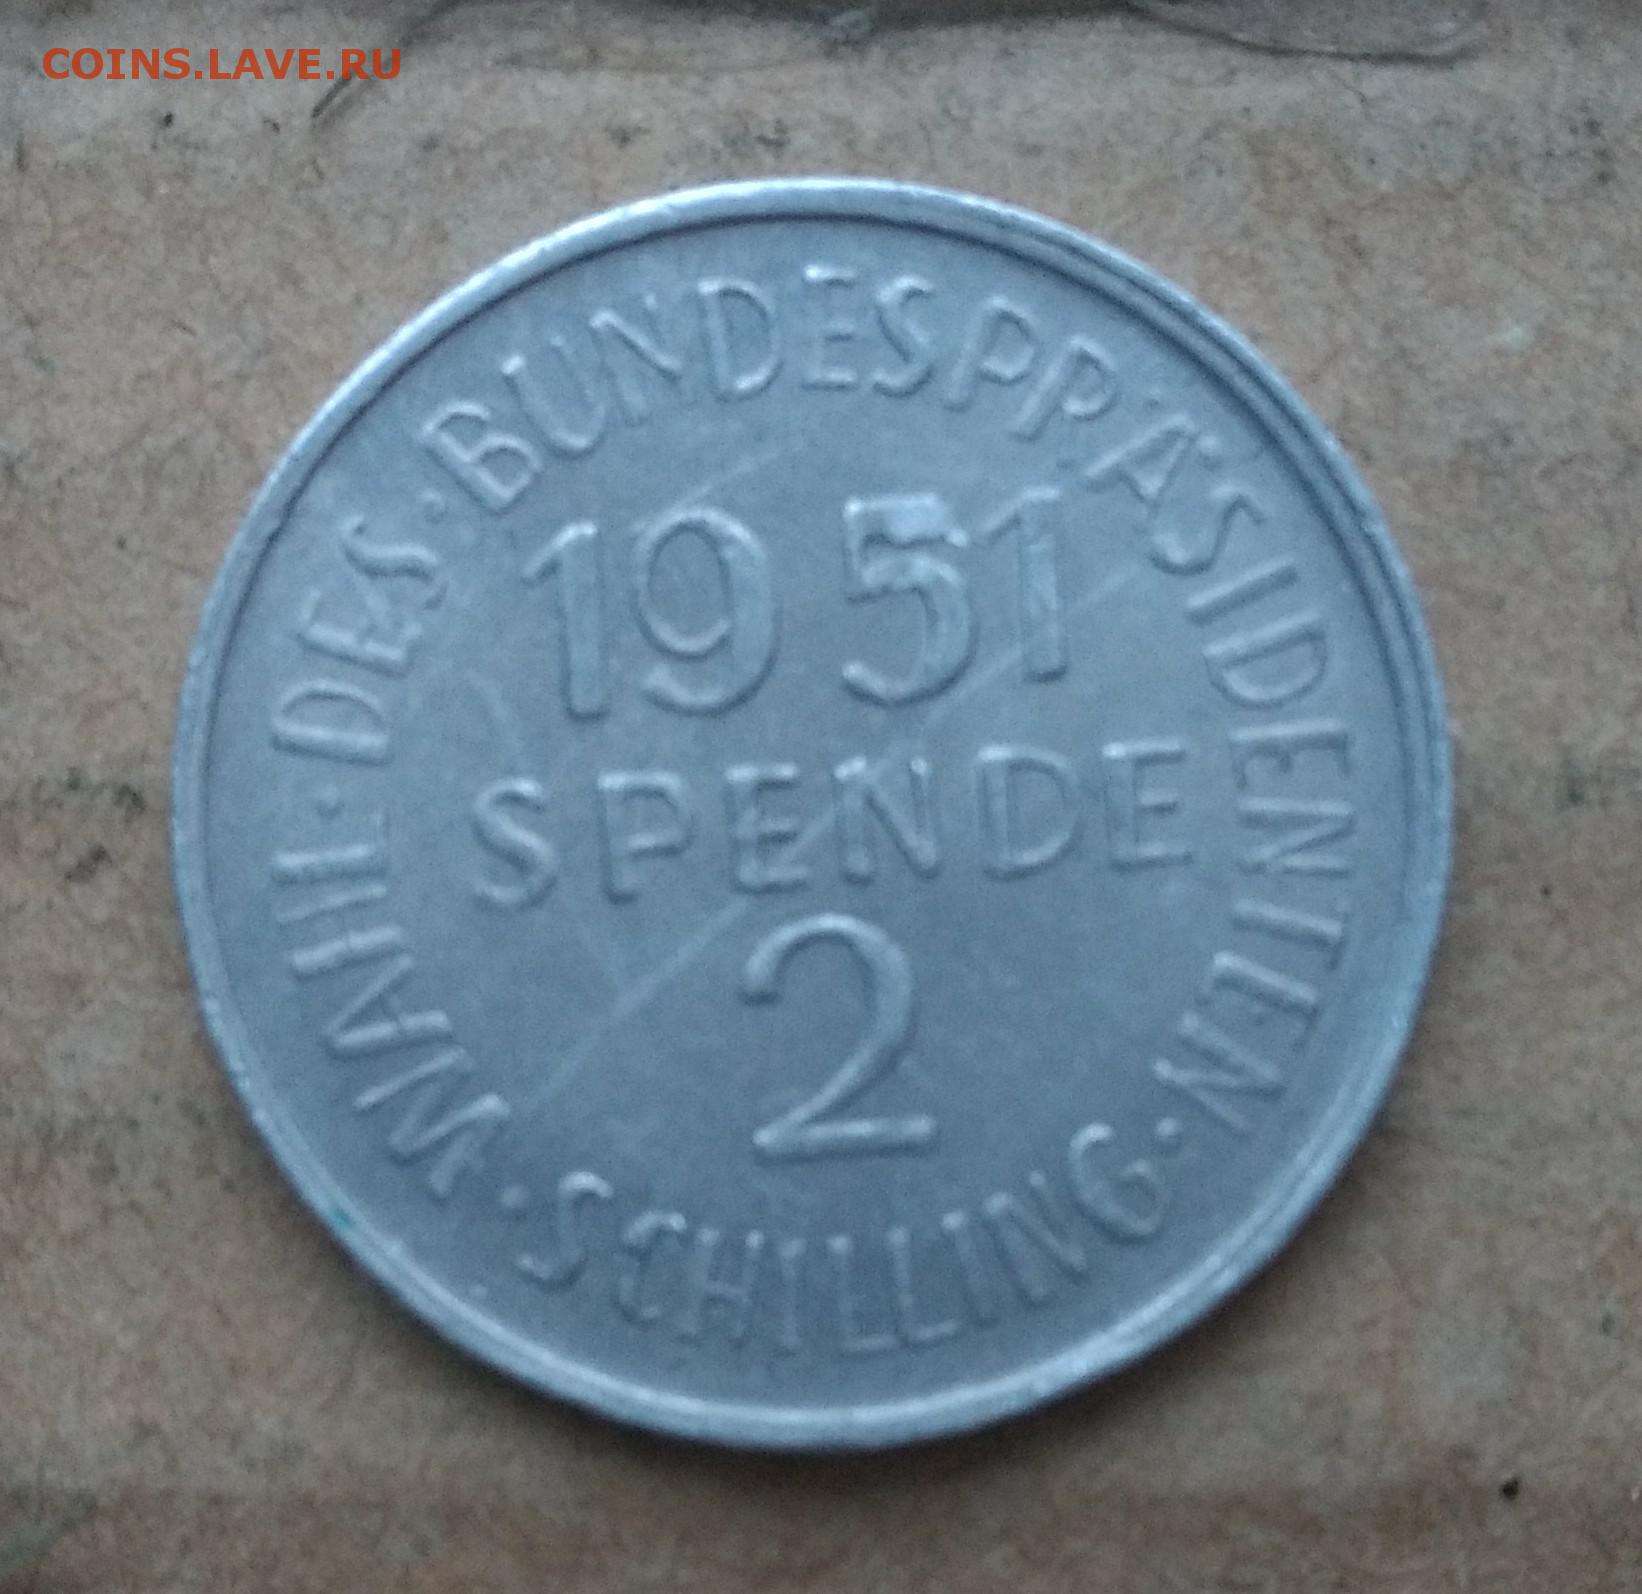 COINS.LAVE.RU
WAHL · DES · BUNDESPRÄSIDENTEN ·
1951
SPENDE
2
SCHILLING ·